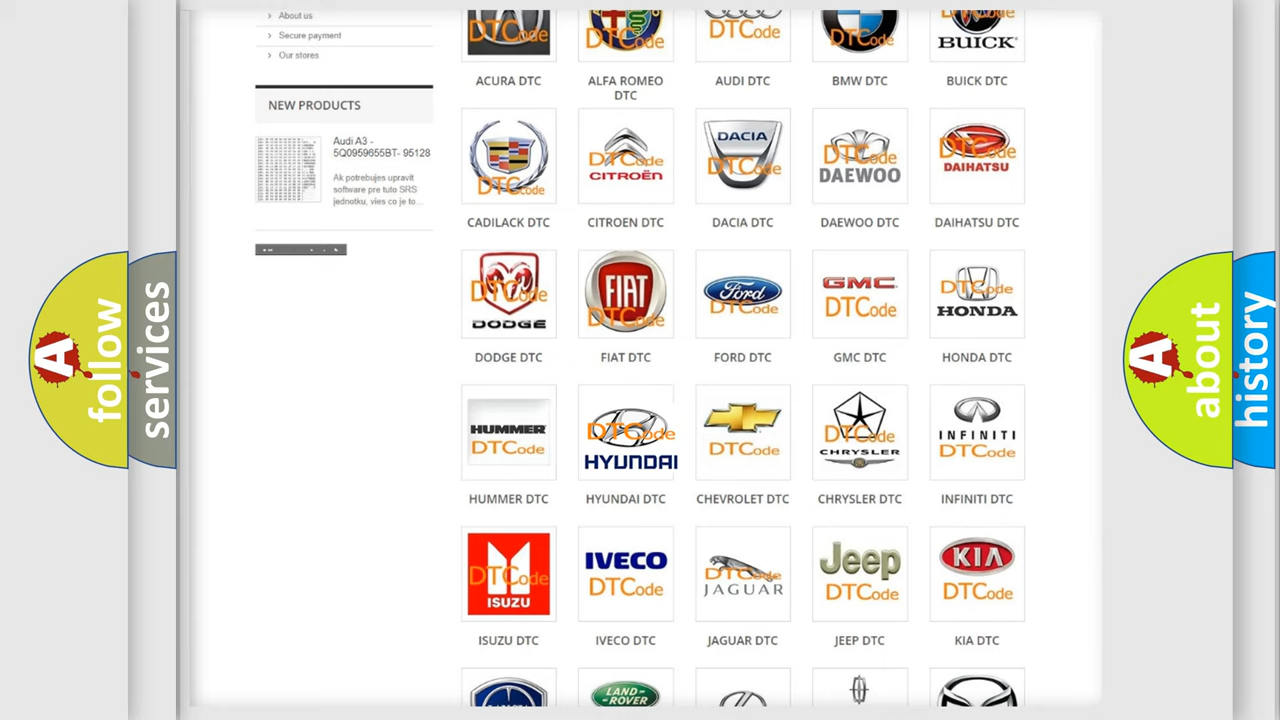 About us
Secure payment
Our stores
NEW PRODUCTS
Audi A3 -
5Q0959655BT- 95128
Ak potrebujes upravit
software pre tuto SRS
jednotku, vies co je to...
DTCode
DTCode
DTCode
DTCode
BUICK
ACURA DTC
ALFA ROMEO
DTC
AUDI DTC
BMW DTC
BUICK DTC
DTCode
DTCode
CITROËN
DACIA
DTCode
DTCode
DAEWOO
DTCode
DAIHATSU
CADILACK DTC
CITROEN DTC
DACIA DTC
DAEWOO DTC
DAIHATSU DTC
DTCode
DODGE
FIAT
DTCode
Ford
DTCode
GMC
DTCode
DTCode
HONDA
DODGE DTC
FIAT DTC
FORD DTC
GMC DTC
HONDA DTC
HUMMER
DTCode
DTCode
HYUNDAI
DTCode
DTCode
CHRYSLER
INFINITI
DTCode
HUMMER DTC
HYUNDAI DTC
CHEVROLET DTC
CHRYSLER DTC
INFINITI DTC
DTCode
ISUZU
IVECO
DTCode
DTCode
JAGUAR
Jeep
DTCode
KIA
DTCode
ISUZU DTC
IVECO DTC
JAGUAR DTC
JEEP DTC
KIA DTC
LAND-
ROVER
A
follow
services
A
about
history